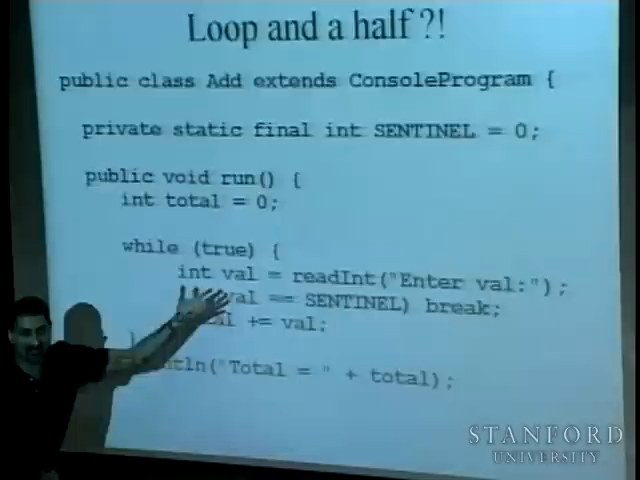 Loop and a half ?!
public class Add extends ConsoleProgram {
private static final int SENTINEL = 0;
public void run() {
int total = 0;
while (true) {
int val = readInt("Enter val:");
val == SENTINEL) break;
+= val;
}
("Total = " + total);
STANFORD
UNIVERSITY